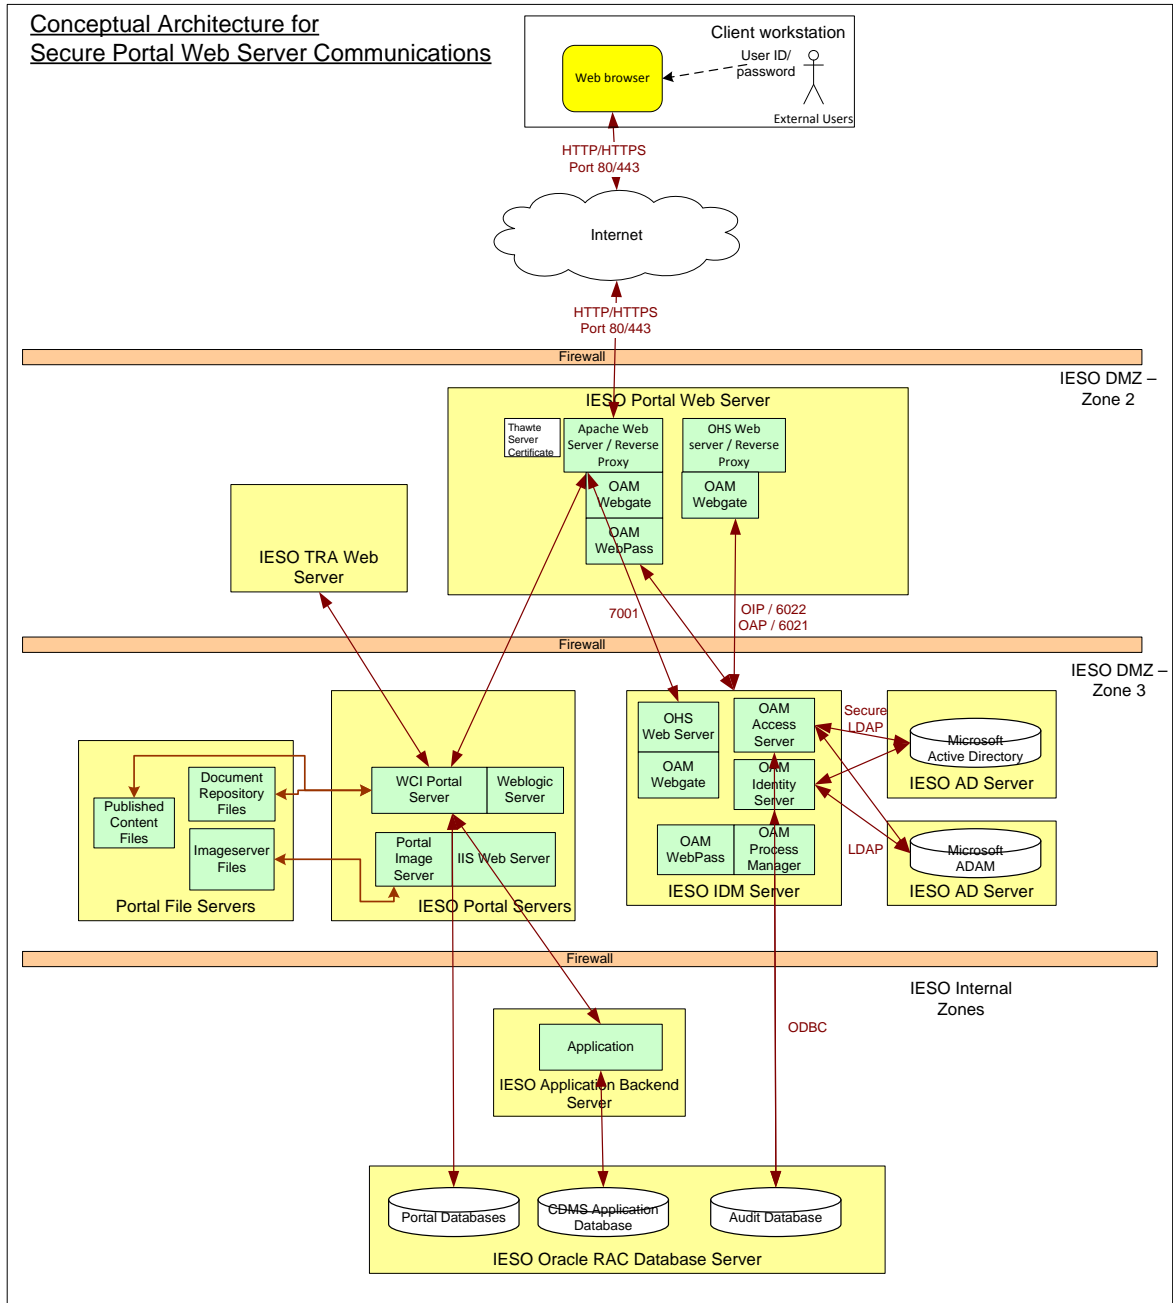 Conceptual Architecture for
Secure Portal Web Server Communications
Client workstation
User ID/
password
Web browser
External Users
HTTP/HTTPS
Port 80/443
Internet
HTTP/HTTPS
Port 80/443
Firewall
IESO DMZ –
Zone 2
IESO Portal Web Server
Thawte
Server
Certificate
Apache Web
Server / Reverse
Proxy
OHS Web
server / Reverse
Proxy
OAM
Webgate
OAM
Webgate
OAM
WebPass
IESO TRA Web
Server
7001
OIP / 6022
OAP / 6021
Firewall
IESO DMZ –
Zone 3
OHS
Web Server
OAM
Access
Server
Secure
LDAP
Microsoft
Active Directory
IESO AD Server
OAM
Webgate
OAM
Identity
Server
Document
Repository
Files
Published
Content
Files
WCI Portal
Server
Weblogic
Server
Imageserver
Files
Portal
Image
Server
IIS Web Server
OAM
WebPass
OAM
Process
Manager
LDAP
Microsoft
ADAM
IESO AD Server
Portal File Servers
IESO Portal Servers
IESO IDM Server
Firewall
IESO Internal
Zones
ODBC
Application
IESO Application Backend
Server
Portal Databases
CDMS Application
Database
Audit Database
IESO Oracle RAC Database Server